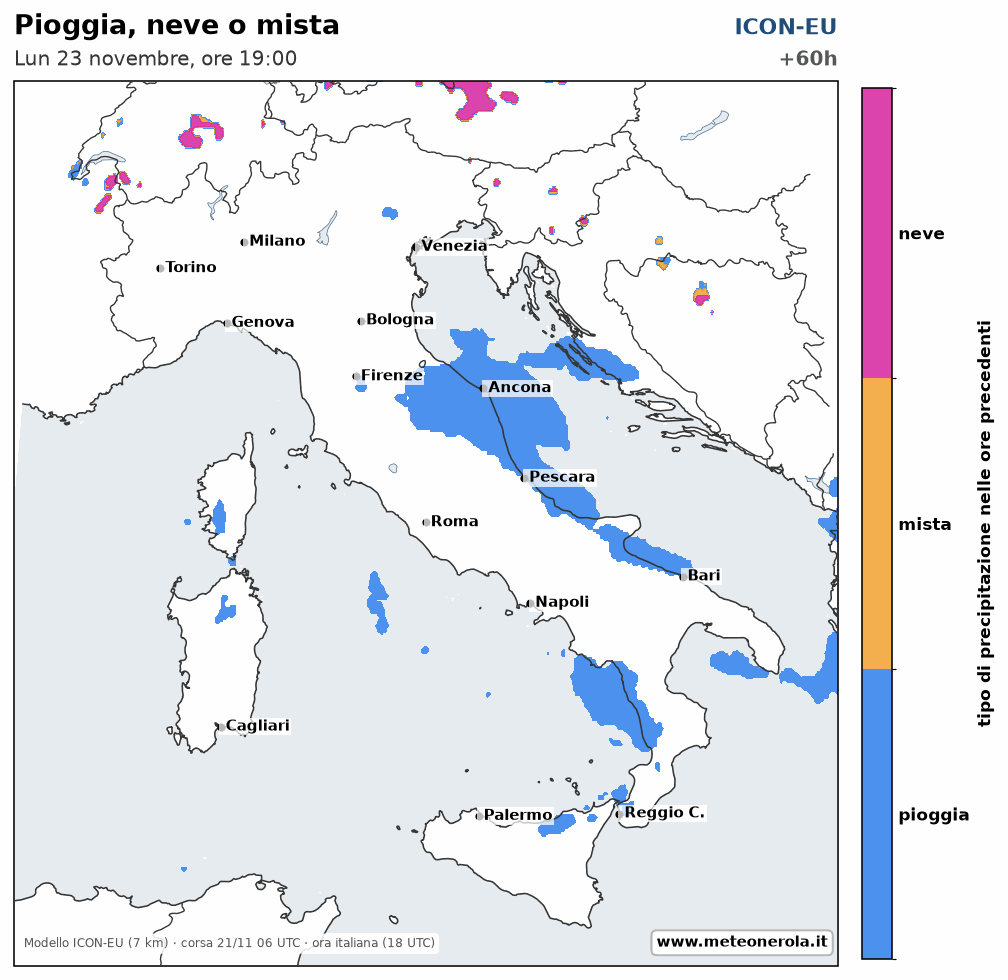 Pioggia, neve o mista
ICON-EU
Lun 23 novembre, ore 19:00
+60h
neve
Milano
Venezia
Torino
Genova
Bologna
Firenze
Ancona
Pescara
mista
Roma
Bari
Napoli
Cagliari
Palermo
Reggio C.
pioggia
tipo di precipitazione nelle ore precedenti
Modello ICON-EU (7 km) · corsa 21/11 06 UTC · ora italiana (18 UTC)
www.meteonerola.it